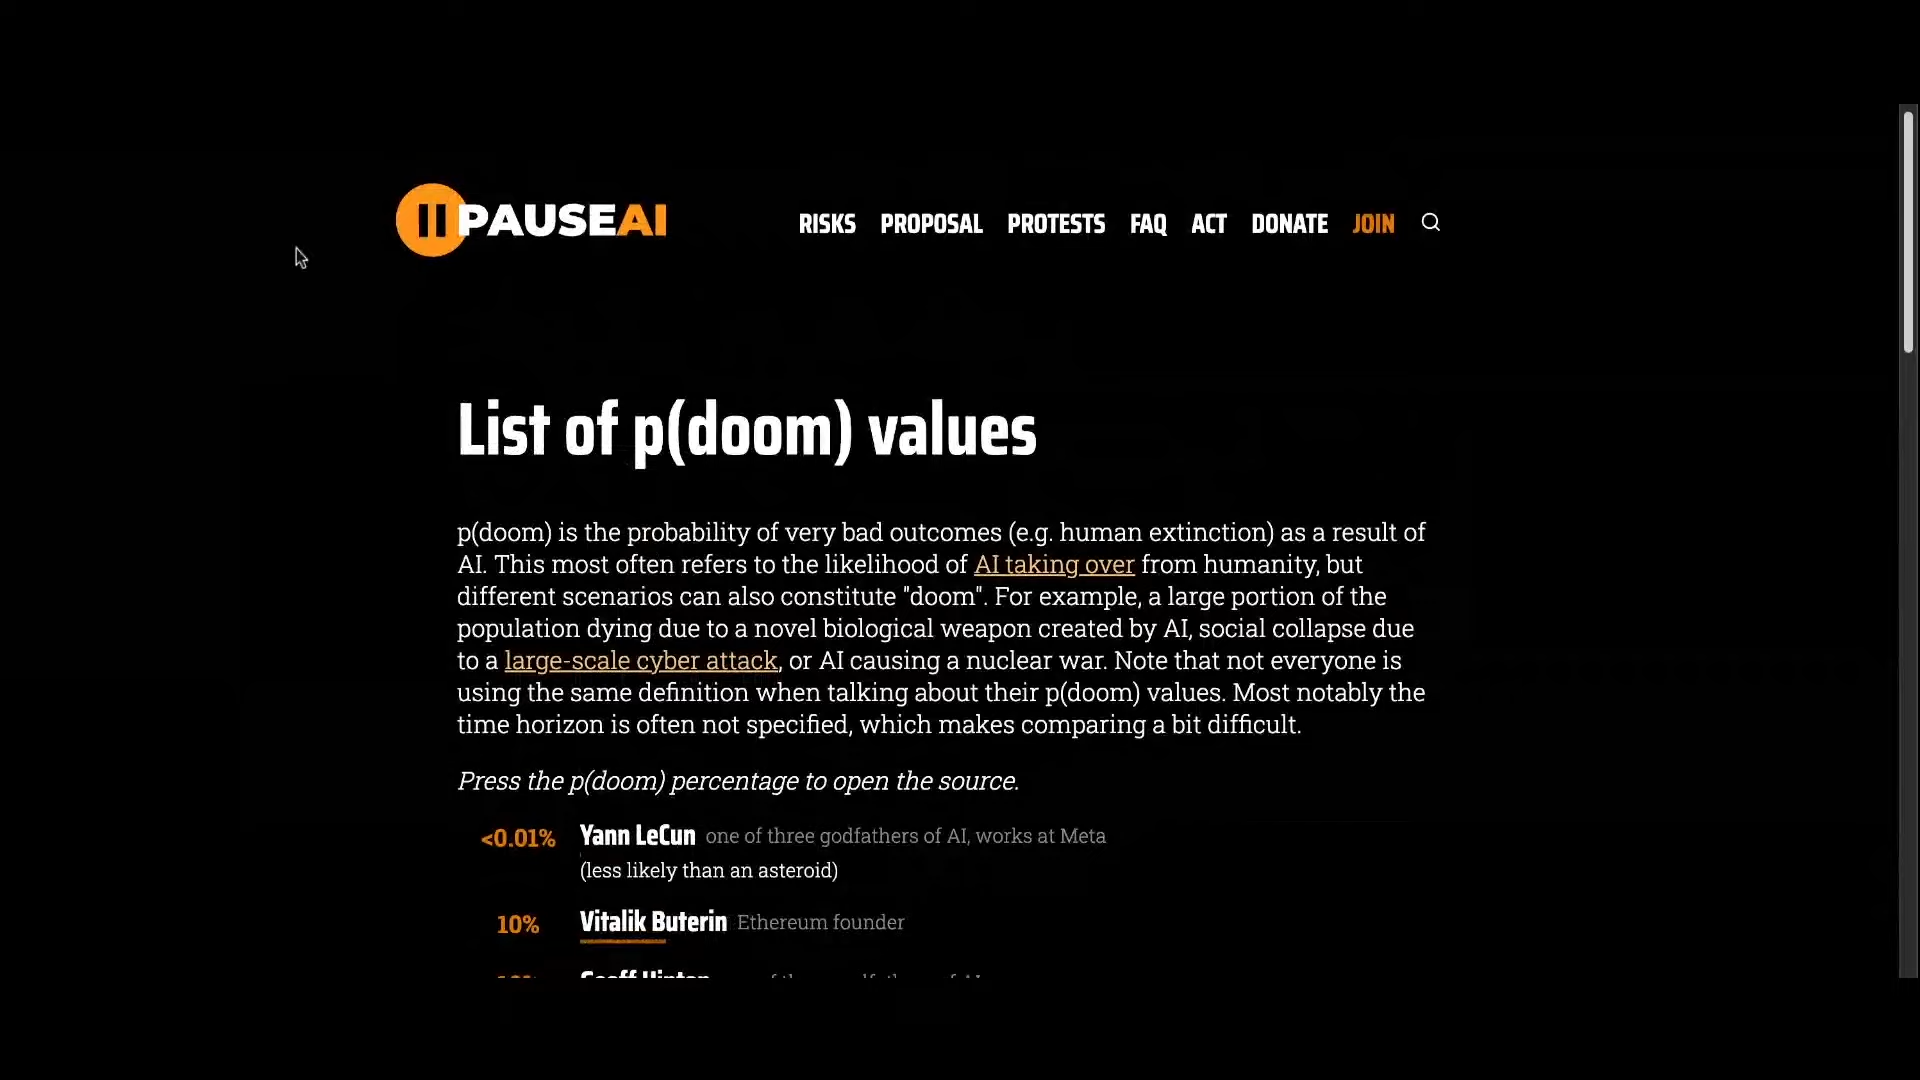 PAUSEAI
RISKS PROPOSAL PROTESTS FAQ ACT DONATE JOIN
List of p(doom) values
p(doom) is the probability of very bad outcomes (e.g. human extinction) as a result of
AI. This most often refers to the likelihood of AI taking over from humanity, but
different scenarios can also constitute "doom". For example, a large portion of the
population dying due to a novel biological weapon created by AI, social collapse due
to a large-scale cyber attack, or AI causing a nuclear war. Note that not everyone is
using the same definition when talking about their p(doom) values. Most notably the
time horizon is often not specified, which makes comparing a bit difficult.
Press the p(doom) percentage to open the source.
<0.01% Yann LeCun one of three godfathers of AI, works at Meta
(less likely than an asteroid)
10% Vitalik Buterin Ethereum founder
Geoff Hinton